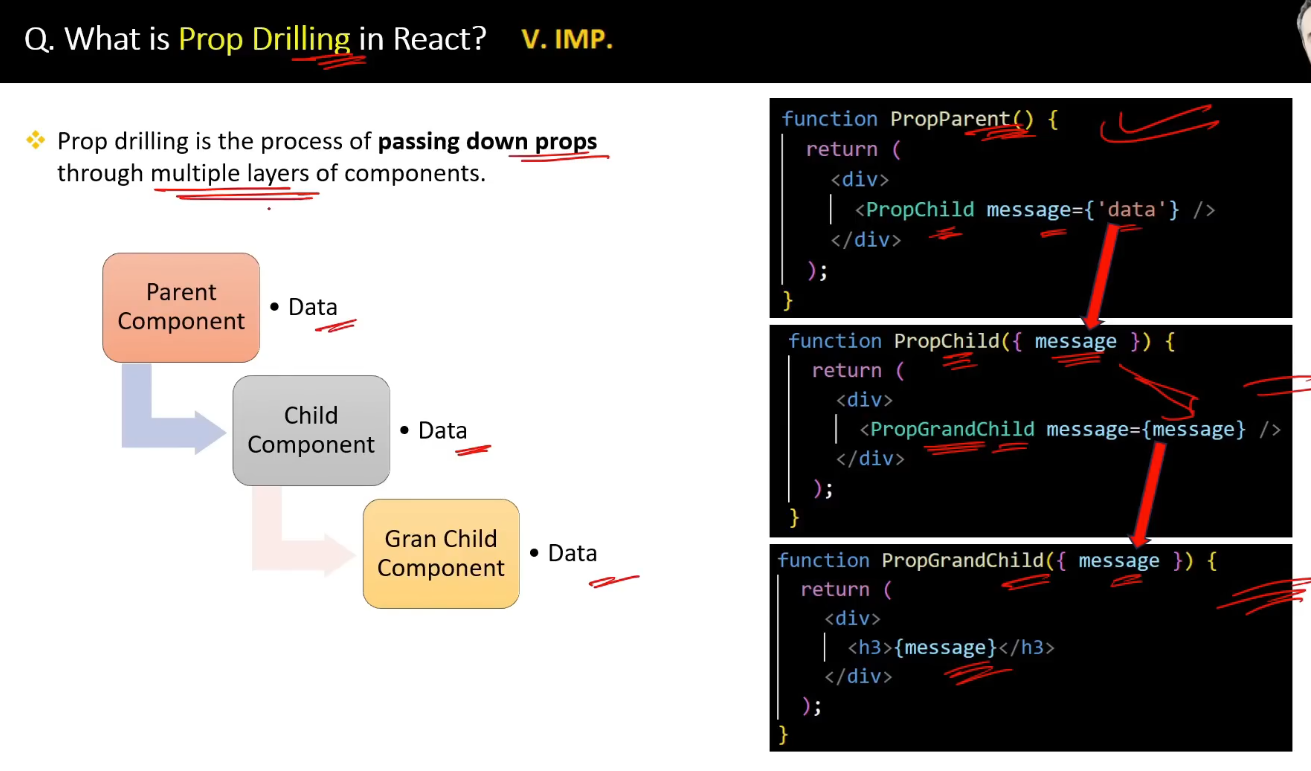 Q. What is Prop Drilling in React? V. IMP.
Prop drilling is the process of passing down props
through multiple layers of components.
Parent
Component
• Data
Child
Component
• Data
Gran Child
Component
• Data
function PropParent() {
return (
<div>
<PropChild message={'data'} />
</div>
);
}
function PropChild({ message }) {
return (
<div>
<PropGrandChild message={message} />
</div>
);
}
function PropGrandChild({ message }) {
return (
<div>
<h3>{message}</h3>
</div>
);
}